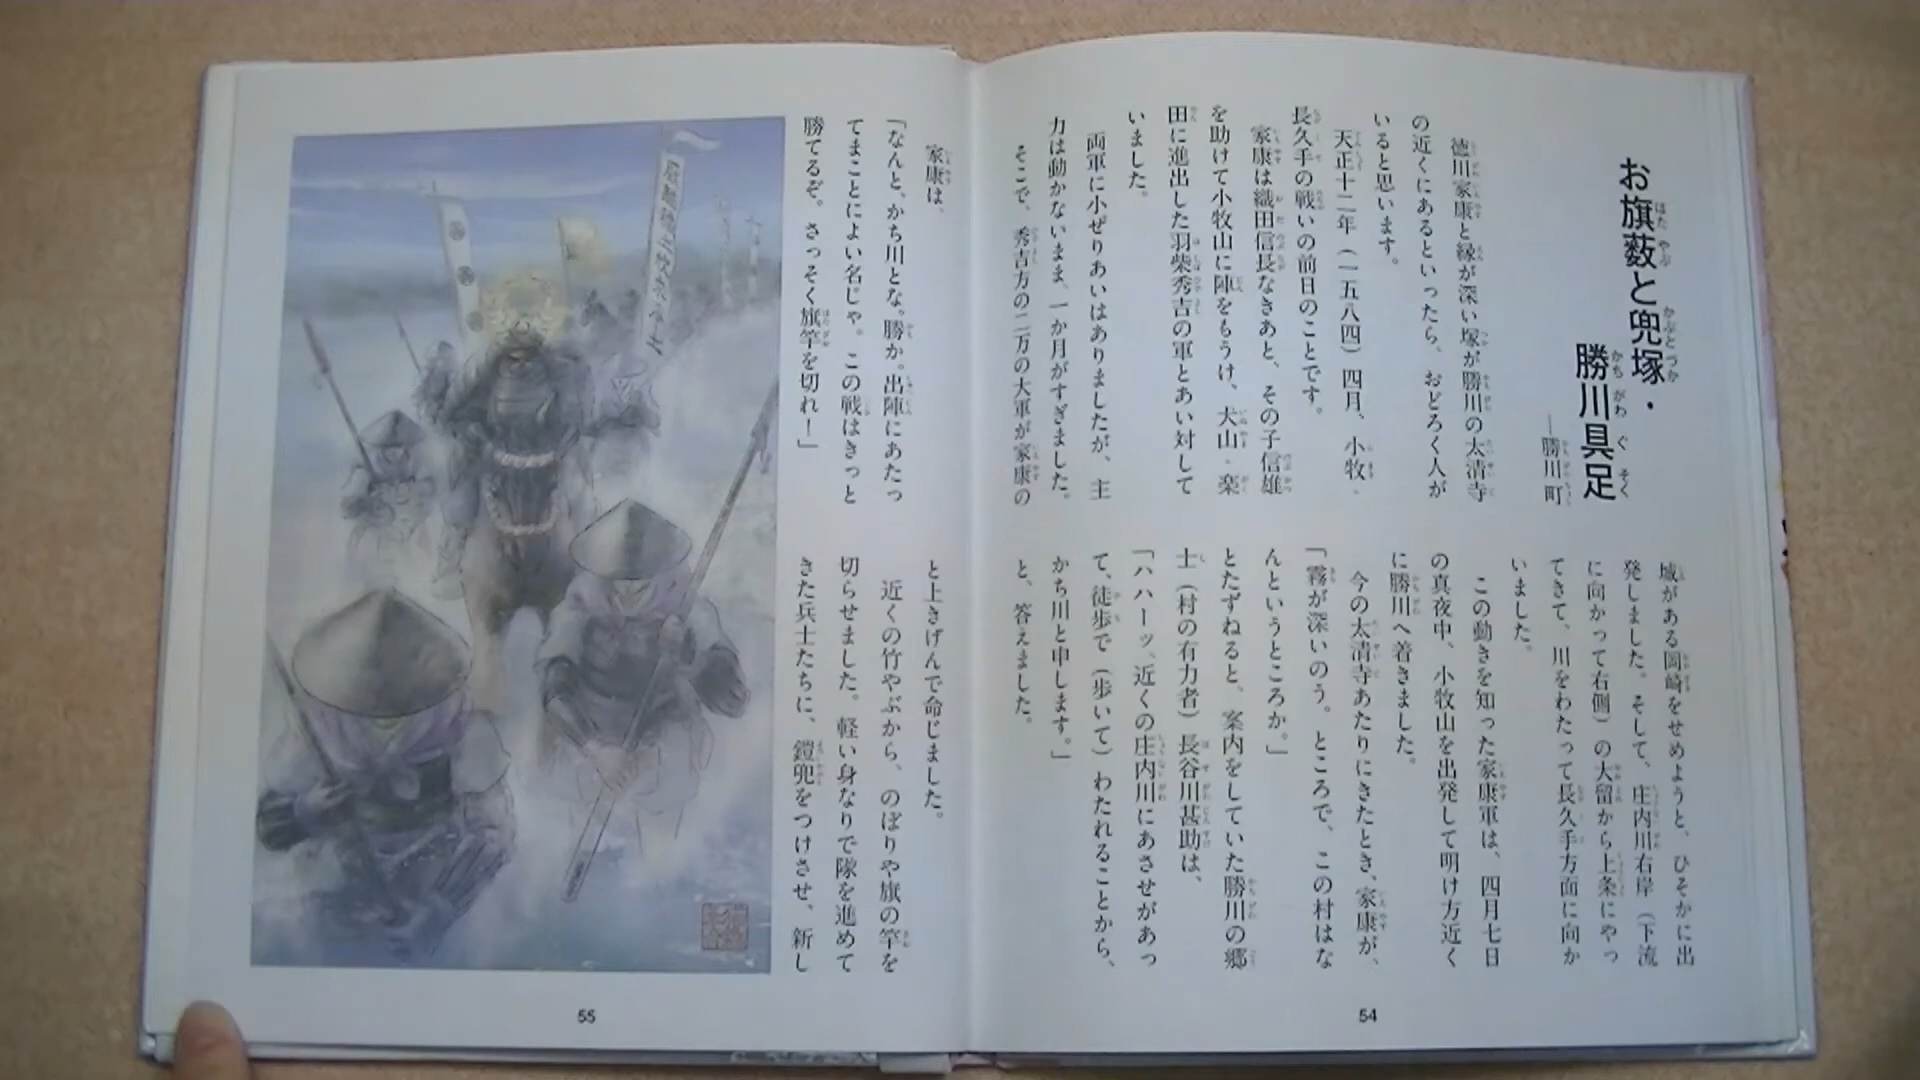 お旗薮と兜塚・
勝川具足
―勝川町
徳川家康と縁が深い塚が勝川の太清寺
の近くにあるといったら、おどろく人が
いると思います。
天正十二年（一五八四）四月、小牧・
長久手の戦いの前日のことです。
家康は織田信長なきあと、その子信雄
を助けて小牧山に陣をもうけ、犬山・楽
田に進出した羽柴秀吉の軍とあい対して
いました。
両軍に小ぜりあいはありましたが、主
力は動かないまま、一か月がすぎました。
そこで、秀吉方の二万の大軍が家康の
城がある岡崎をせめようと、ひそかに出
発しました。そして、庄内川右岸（下流
に向かって右側）の大留から上条にやっ
てきて、川をわたって長久手方面に向か
いました。
この動きを知った家康軍は、四月七日
の真夜中、小牧山を出発して明け方近く
に勝川へ着きました。
今の太清寺あたりにきたとき、家康が、
「霧が深いのう。ところで、この村はな
んというところか。」
とたずねると、案内をしていた勝川の郷
士（村の有力者）長谷川甚助は、
「ハハーッ、近くの庄内川にあさせがあっ
て、徒歩で（歩いて）わたれることから、
かち川と申します。」
と、答えました。
54
家康は、
「なんと、かち川とな。勝か。出陣にあたっ
てまことによい名じゃ。この戦はきっと
勝てるぞ。さっそく旗竿を切れ！」
と上きげんで命じました。
近くの竹やぶから、のぼりや旗の竿を
切らせました。軽い身なりで隊を進めて
きた兵士たちに、鎧兜をつけさせ、新し
55